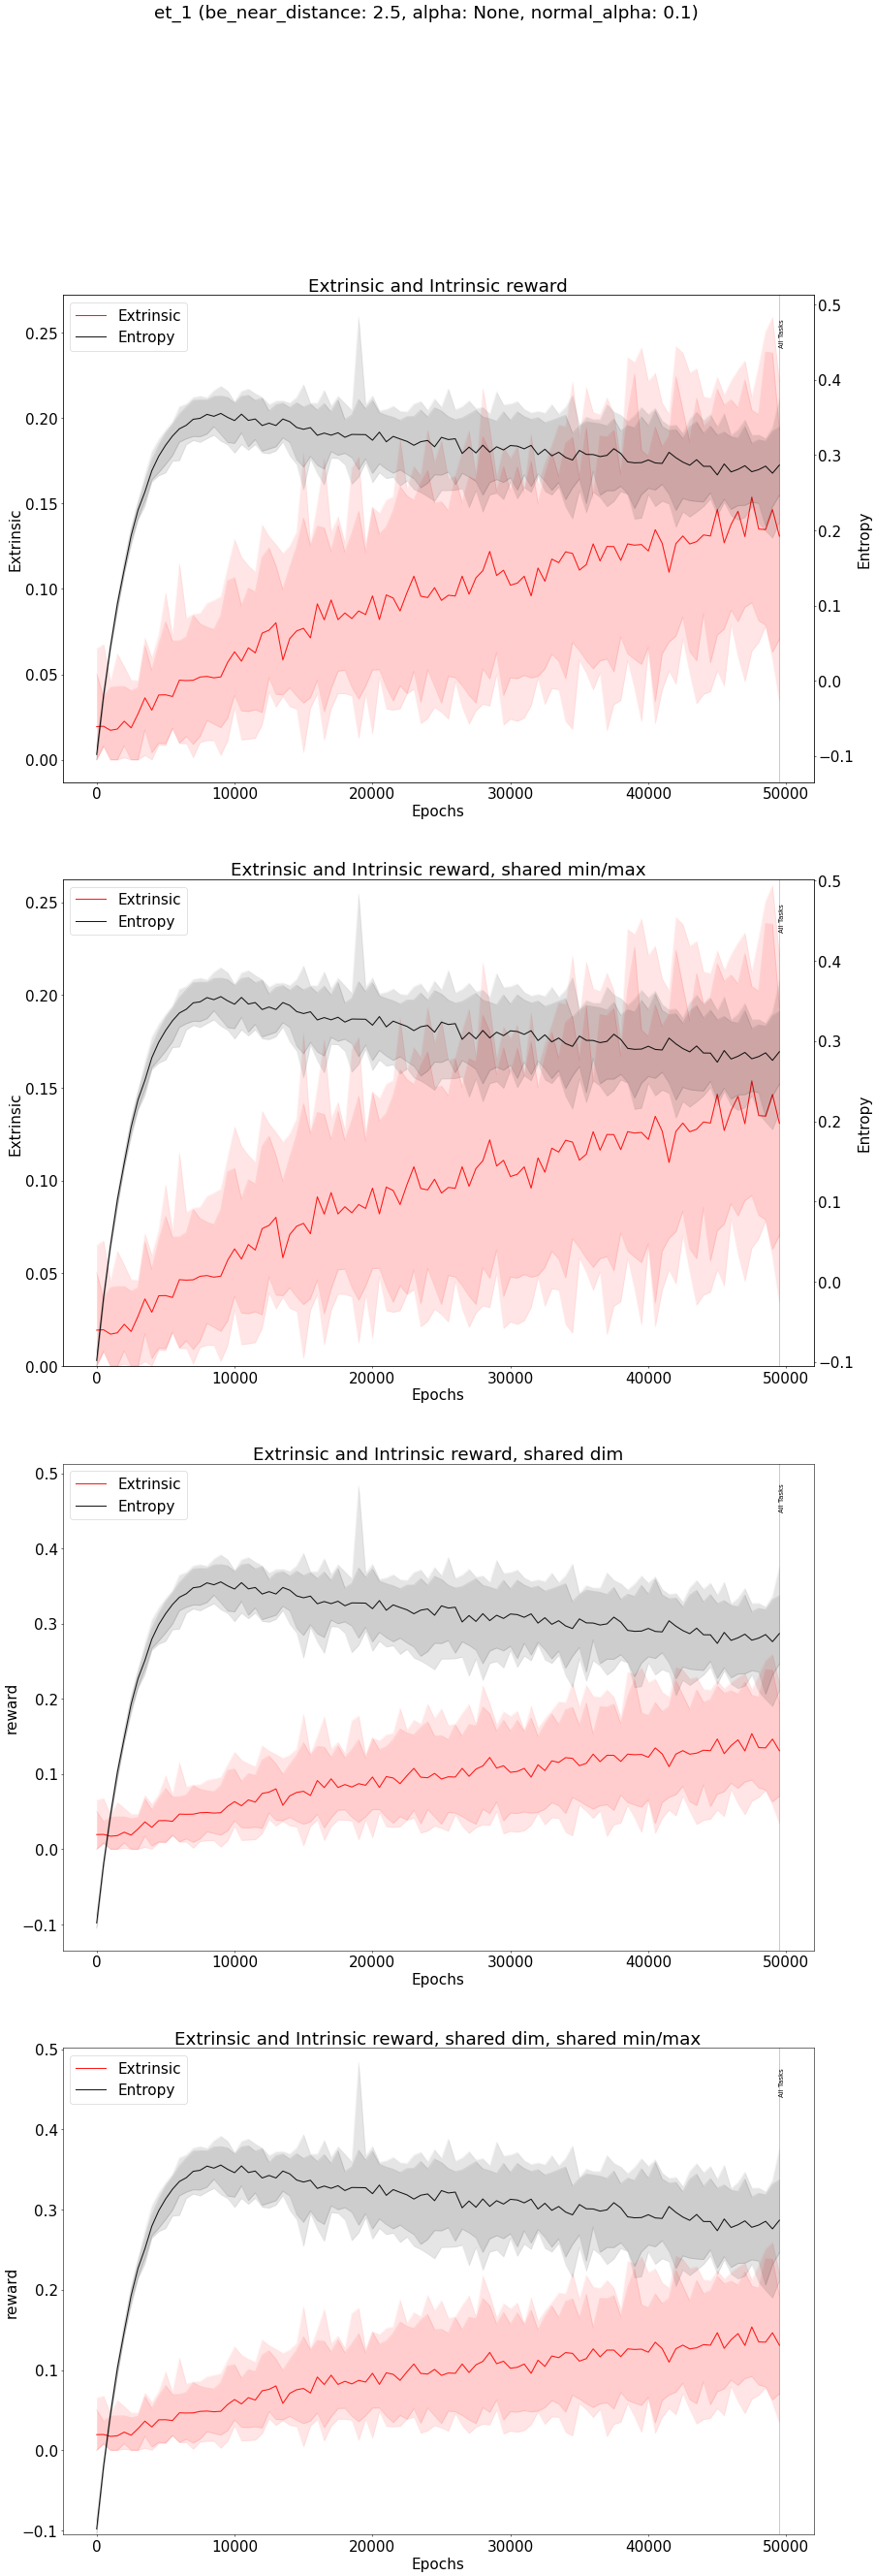 et_1 (be_near_distance: 2.5, alpha: None, normal_alpha: 0.1)
Extrinsic and Intrinsic reward
Extrinsic
Entropy
All Tasks
0.25
0.20
0.15
0.10
0.05
0.00
0.5
0.4
0.3
0.2
0.1
0.0
−0.1
Extrinsic
Entropy
0 10000 20000 30000 40000 50000
Epochs
Extrinsic and Intrinsic reward, shared min/max
Extrinsic
Entropy
All Tasks
0.25
0.20
0.15
0.10
0.05
0.00
0.5
0.4
0.3
0.2
0.1
0.0
−0.1
Extrinsic
Entropy
0 10000 20000 30000 40000 50000
Epochs
Extrinsic and Intrinsic reward, shared dim
Extrinsic
Entropy
All Tasks
0.5
0.4
0.3
0.2
0.1
0.0
−0.1
reward
0 10000 20000 30000 40000 50000
Epochs
Extrinsic and Intrinsic reward, shared dim, shared min/max
Extrinsic
Entropy
All Tasks
0.5
0.4
0.3
0.2
0.1
0.0
−0.1
reward
0 10000 20000 30000 40000 50000
Epochs